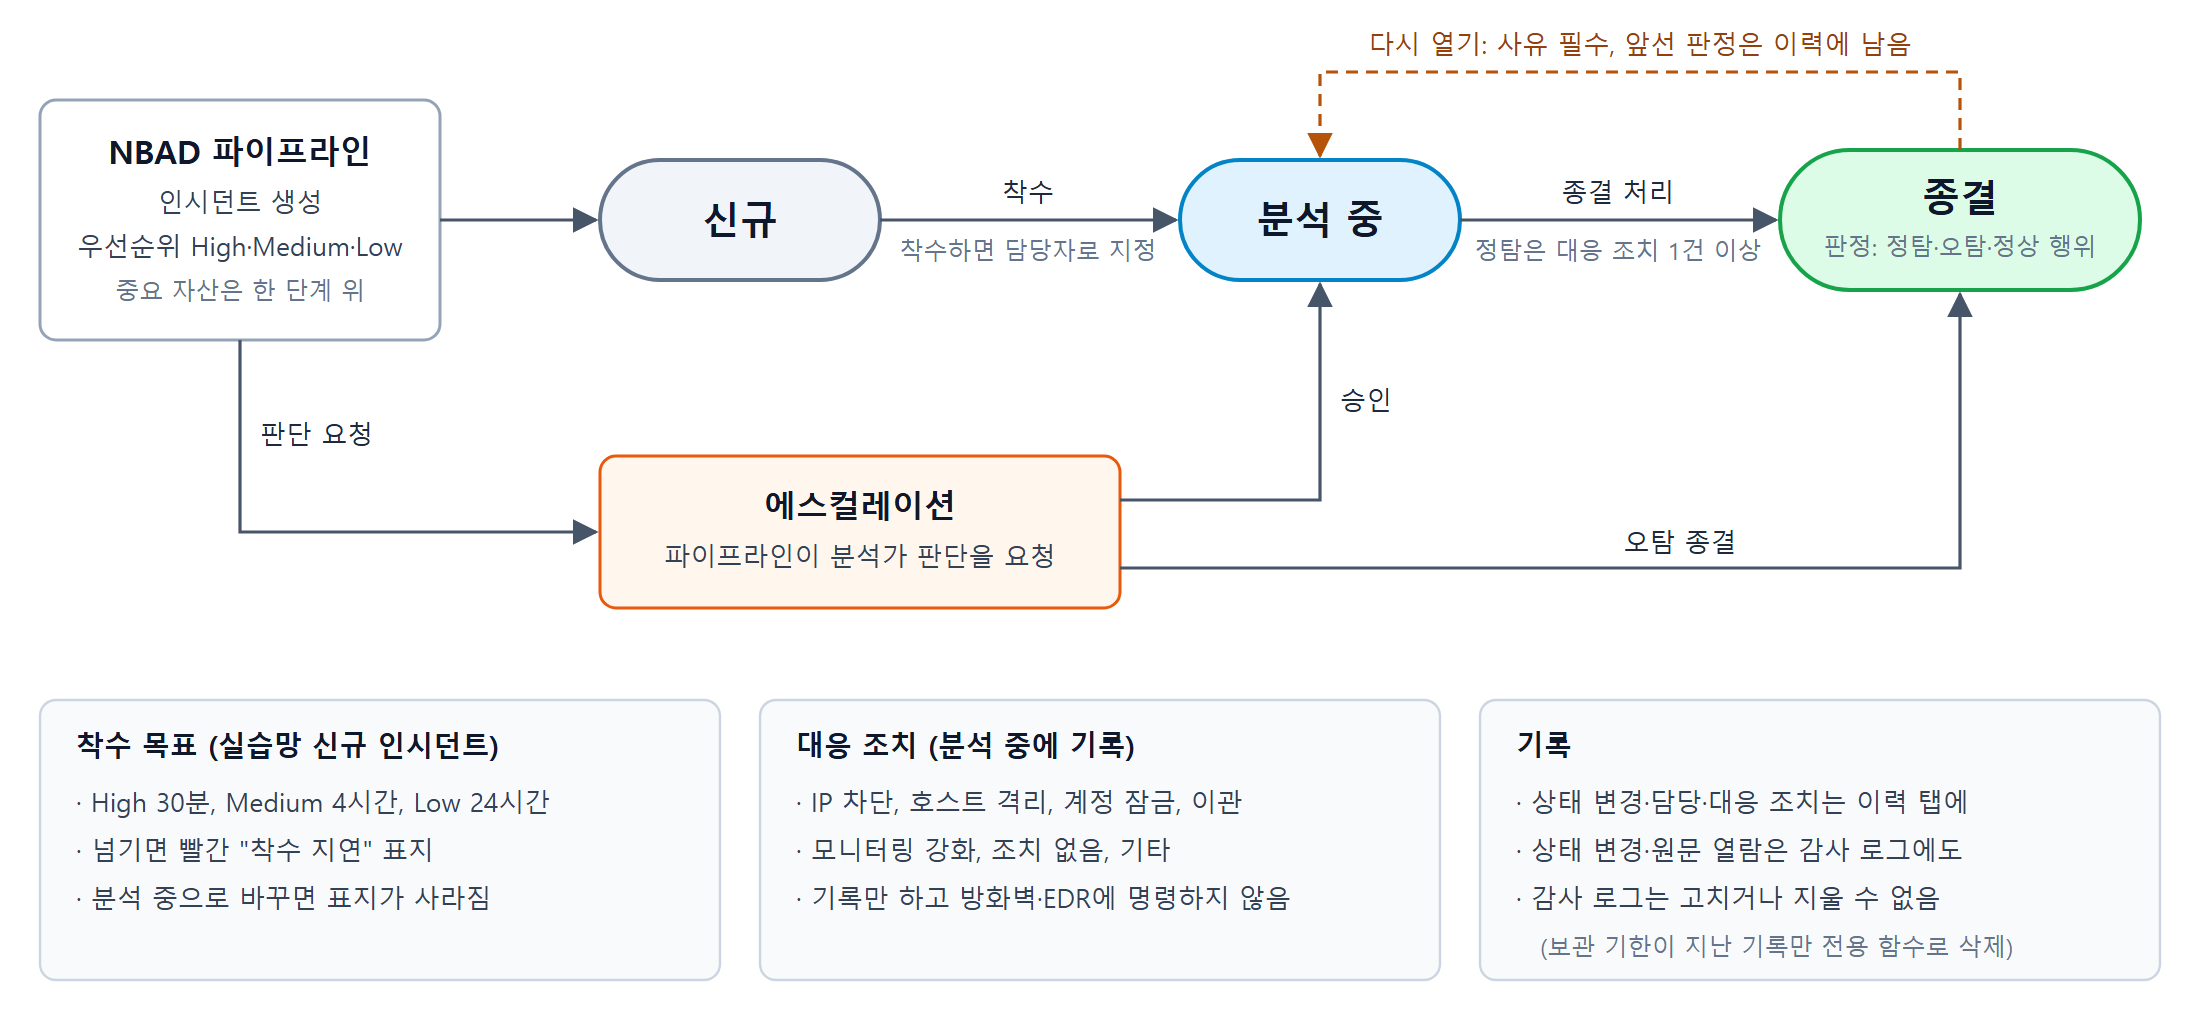 다시 열기: 사유 필수, 앞선 판정은 이력에 남음
NBAD 파이프라인
인시던트 생성
우선순위 High·Medium·Low
중요 자산은 한 단계 위
신규
착수
착수하면 담당자로 지정
분석 중
종결 처리
정탐은 대응 조치 1건 이상
종결
판정: 정탐·오탐·정상 행위
판단 요청
승인
에스컬레이션
파이프라인이 분석가 판단을 요청
오탐 종결
착수 목표 (실습망 신규 인시던트)
· High 30분, Medium 4시간, Low 24시간
· 넘기면 빨간 "착수 지연" 표지
· 분석 중으로 바꾸면 표지가 사라짐
대응 조치 (분석 중에 기록)
· IP 차단, 호스트 격리, 계정 잠금, 이관
· 모니터링 강화, 조치 없음, 기타
· 기록만 하고 방화벽·EDR에 명령하지 않음
기록
· 상태 변경·담당·대응 조치는 이력 탭에
· 상태 변경·원문 열람은 감사 로그에도
· 감사 로그는 고치거나 지울 수 없음
(보관 기한이 지난 기록만 전용 함수로 삭제)